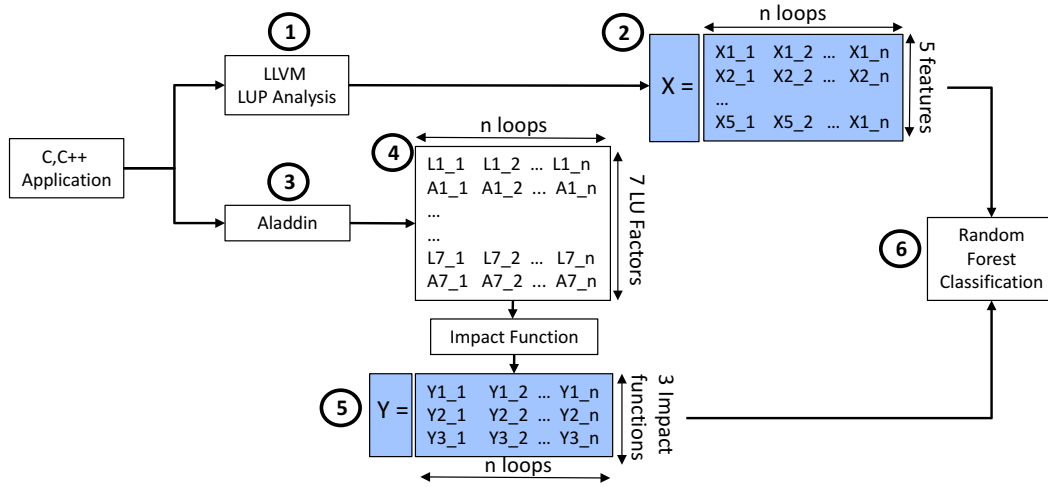 1
LLVM
LUP Analysis
2
n loops
X =
X1_1 X1_2 ... X1_n
X2_1 X2_2 ... X2_n
...
X5_1 X5_2 ... X1_n
5 features
C,C++
Application
3
Aladdin
4
n loops
L1_1 L1_2 ... L1_n
A1_1 A1_2 ... A1_n
...
...
L7_1 L7_2 ... L7_n
A7_1 A7_2 ... A7_n
7 LU Factors
Impact Function
5
Y =
Y1_1 Y1_2 ... Y1_n
Y2_1 Y2_2 ... Y2_n
Y3_1 Y3_2 ... Y3_n
3 Impact
functions
n loops
6
Random
Forest
Classification